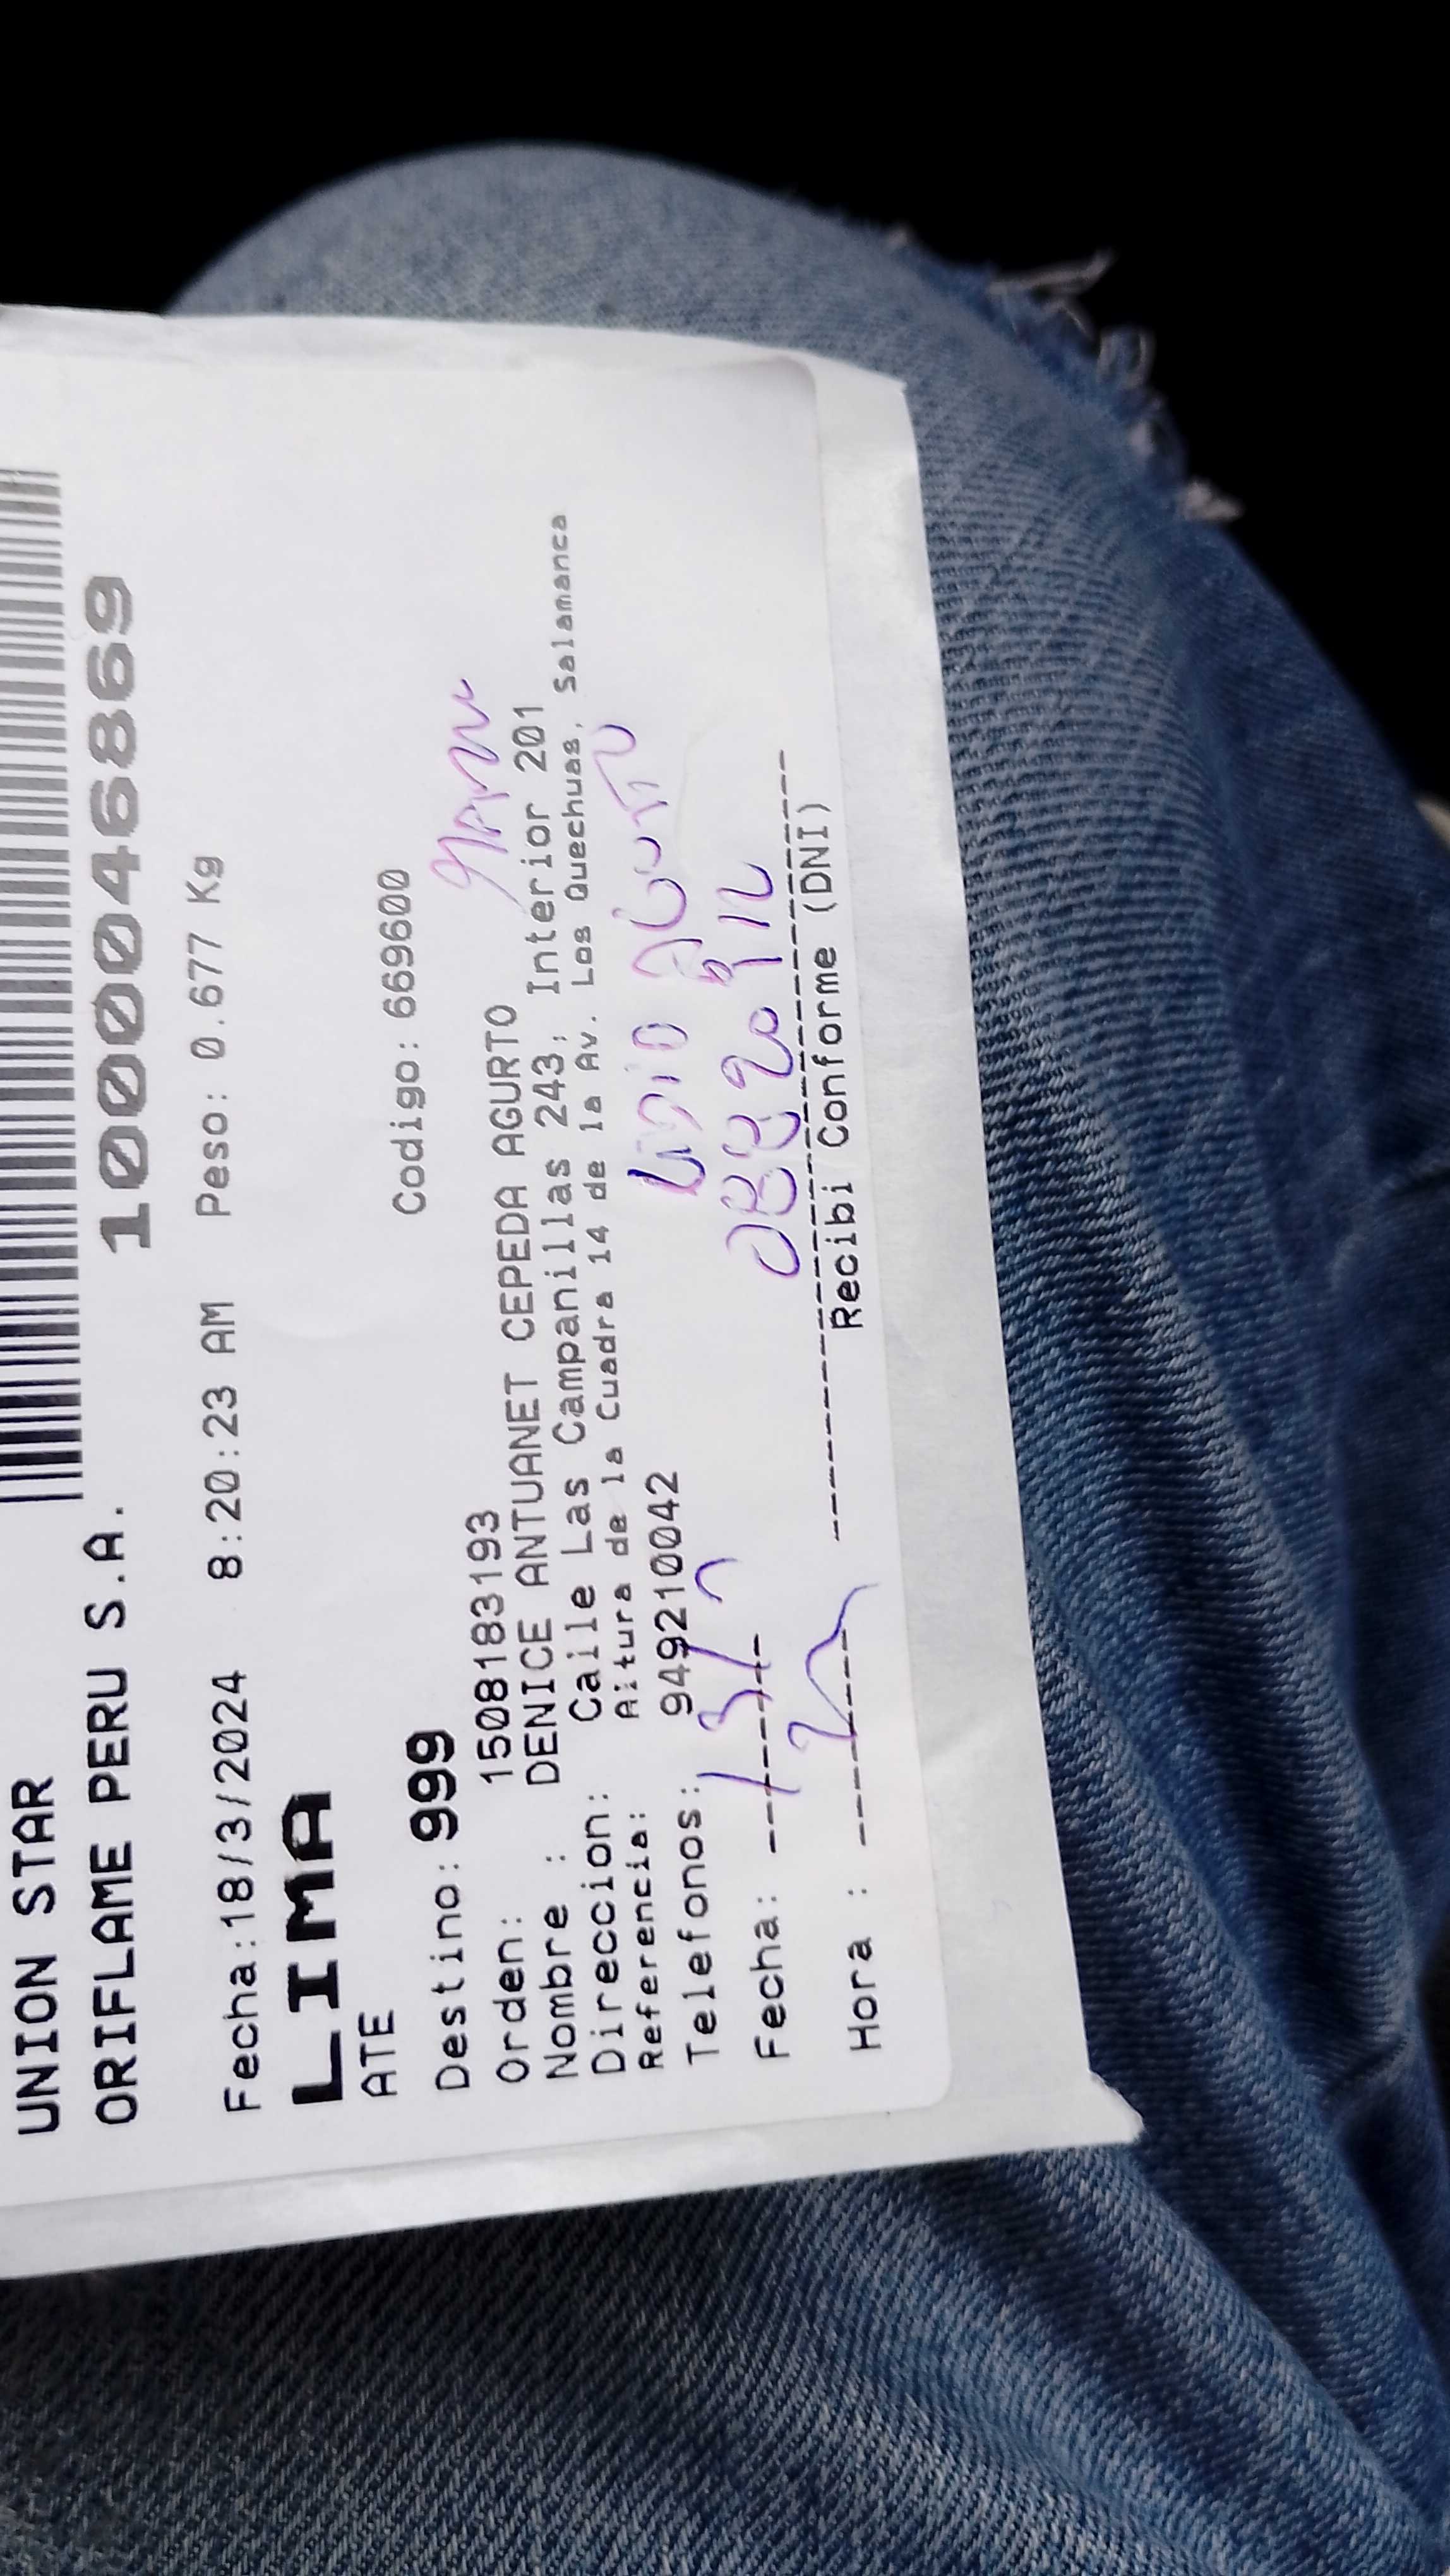 UNION STAR
ORIFLAME PERU S.A. 10000046869
Fecha:18/3/2024 8:20:23 AM Peso: 0.677 Kg
LIMA
ATE
Destino: 999 Codigo: 669600
Orden: 1508183193
Nombre : DENICE ANTUANET CEPEDA AGURTO
Direccion: Calle Las Campanillas 243; Interior 201
Referencia: Altura de la Cuadra 14 de la Av. Los Quechuas, Salamanca
Telefonos: 949210042
Fecha:
Hora :
Recibi Conforme (DNI)